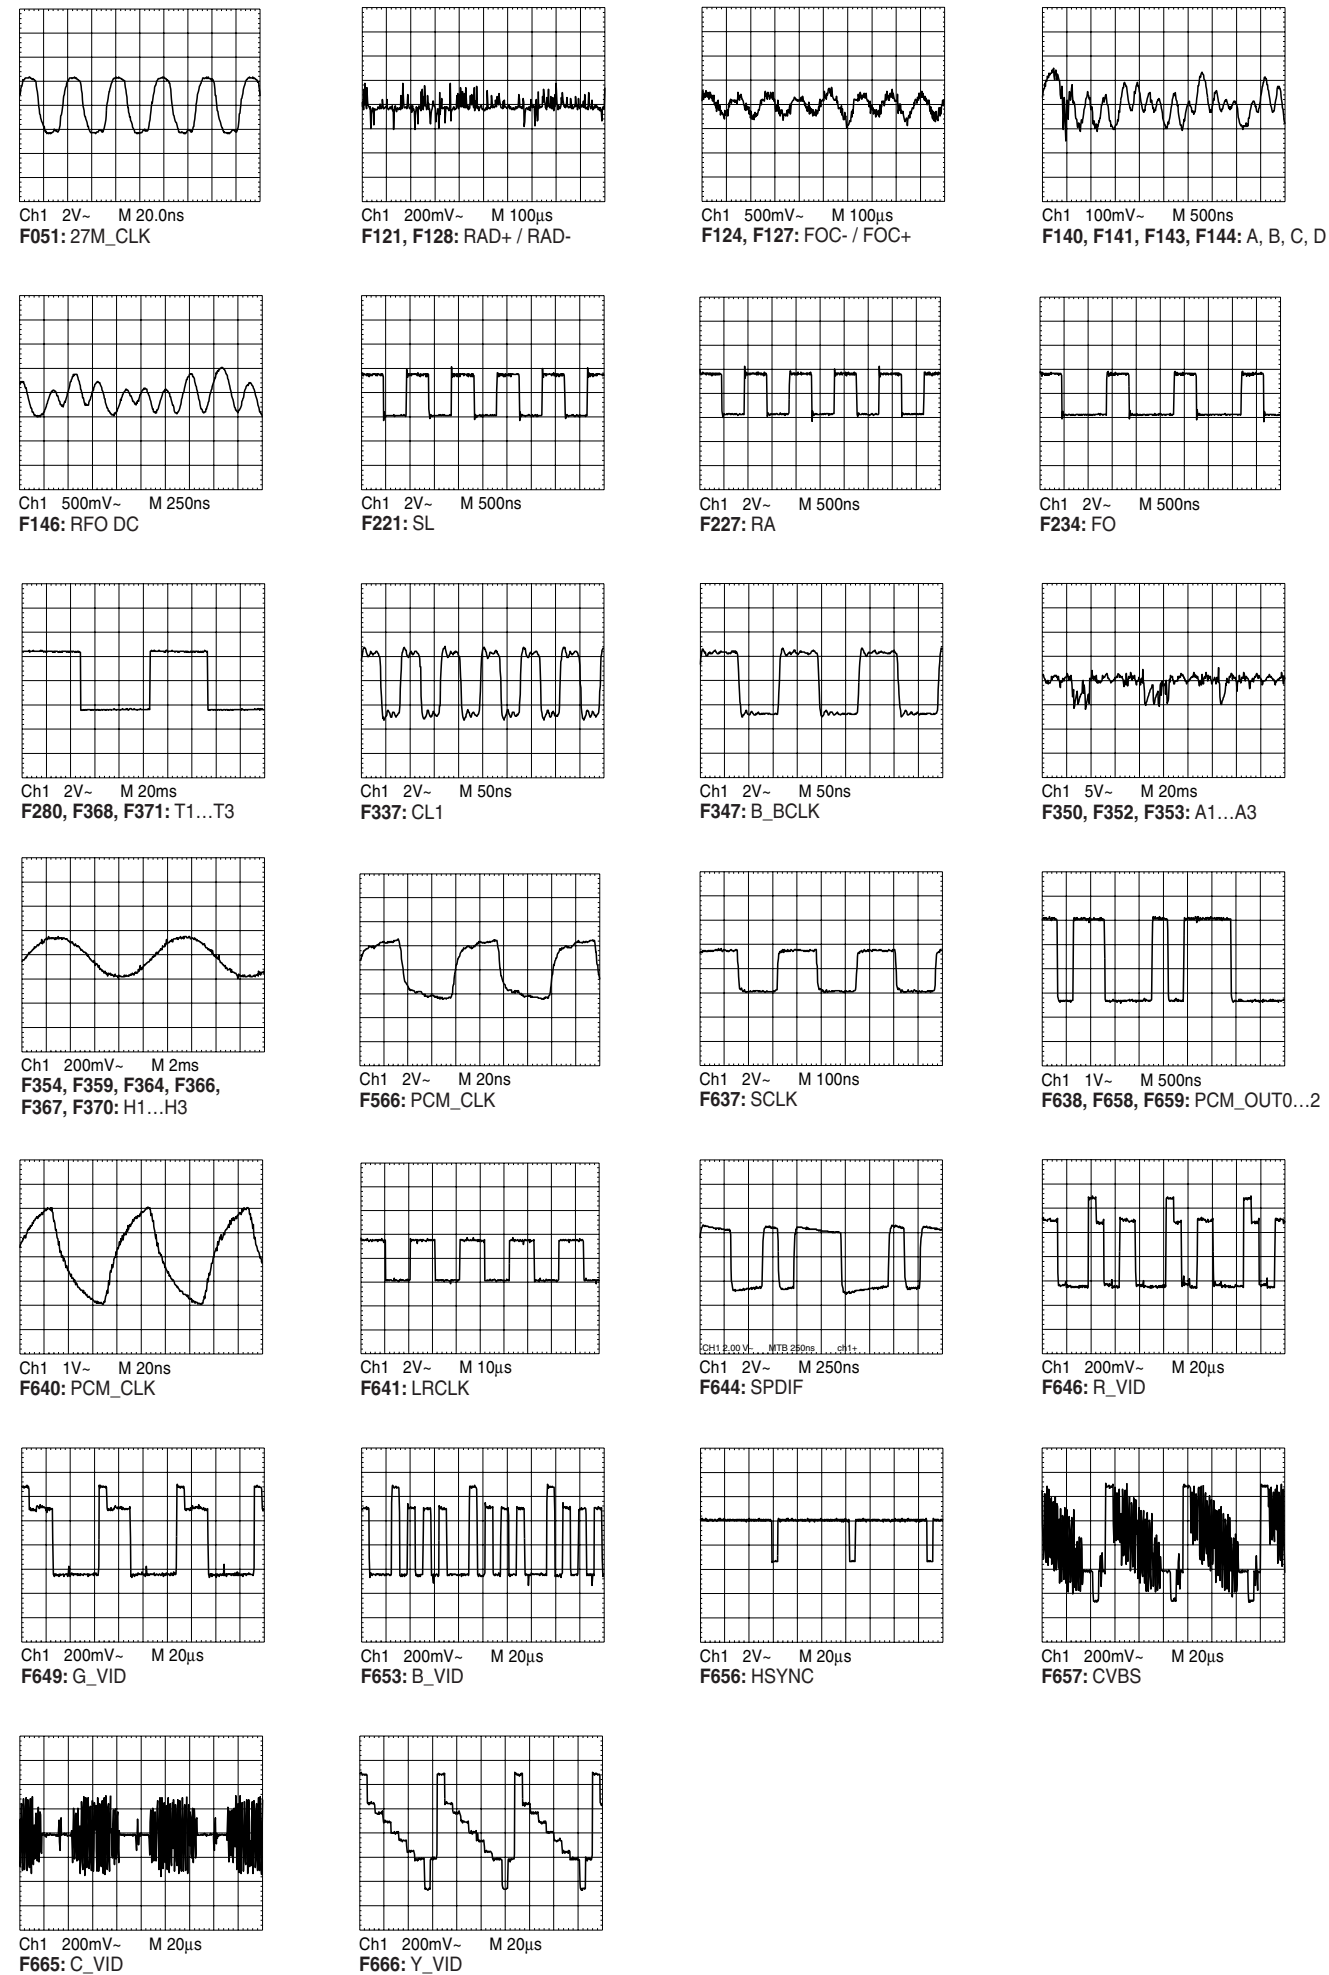 Ch1 2V~ M 20.0ns
F051: 27M_CLK
Ch1 200mV~ M 100µs
F121, F128: RAD+ / RAD-
Ch1 500mV~ M 100µs
F124, F127: FOC- / FOC+
Ch1 100mV~ M 500ns
F140, F141, F143, F144: A, B, C, D
Ch1 500mV~ M 250ns
F146: RFO DC
Ch1 2V~ M 500ns
F221: SL
Ch1 2V~ M 500ns
F227: RA
Ch1 2V~ M 500ns
F234: FO
Ch1 2V~ M 20ms
F280, F368, F371: T1...T3
Ch1 2V~ M 50ns
F337: CL1
Ch1 2V~ M 50ns
F347: B_BCLK
Ch1 5V~ M 20ms
F350, F352, F353: A1...A3
Ch1 200mV~ M 2ms
F354, F359, F364, F366,
F367, F370: H1...H3
Ch1 2V~ M 20ns
F566: PCM_CLK
Ch1 2V~ M 100ns
F637: SCLK
Ch1 1V~ M 500ns
F638, F658, F659: PCM_OUT0...2
Ch1 1V~ M 20ns
F640: PCM_CLK
Ch1 2V~ M 10µs
F641: LRCLK
CH1 2.00 V~ MTB 250ns ch1+
Ch1 2V~ M 250ns
F644: SPDIF
Ch1 200mV~ M 20µs
F646: R_VID
Ch1 200mV~ M 20µs
F649: G_VID
Ch1 200mV~ M 20µs
F653: B_VID
Ch1 2V~ M 20µs
F656: HSYNC
Ch1 200mV~ M 20µs
F657: CVBS
Ch1 200mV~ M 20µs
F665: C_VID
Ch1 200mV~ M 20µs
F666: Y_VID